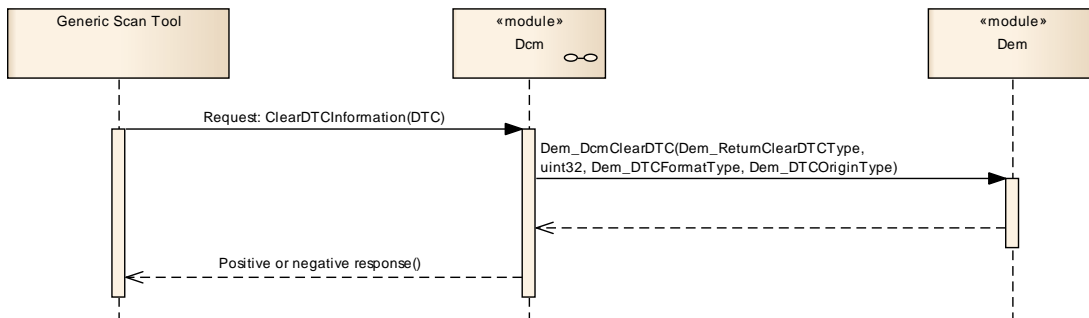 Generic Scan Tool
«module»
Dcm
«module»
Dem
Request: ClearDTCInformation(DTC)
Dem_DcmClearDTC(Dem_ReturnClearDTCType,
uint32, Dem_DTCFormatType, Dem_DTCOriginType)
Positive or negative response()